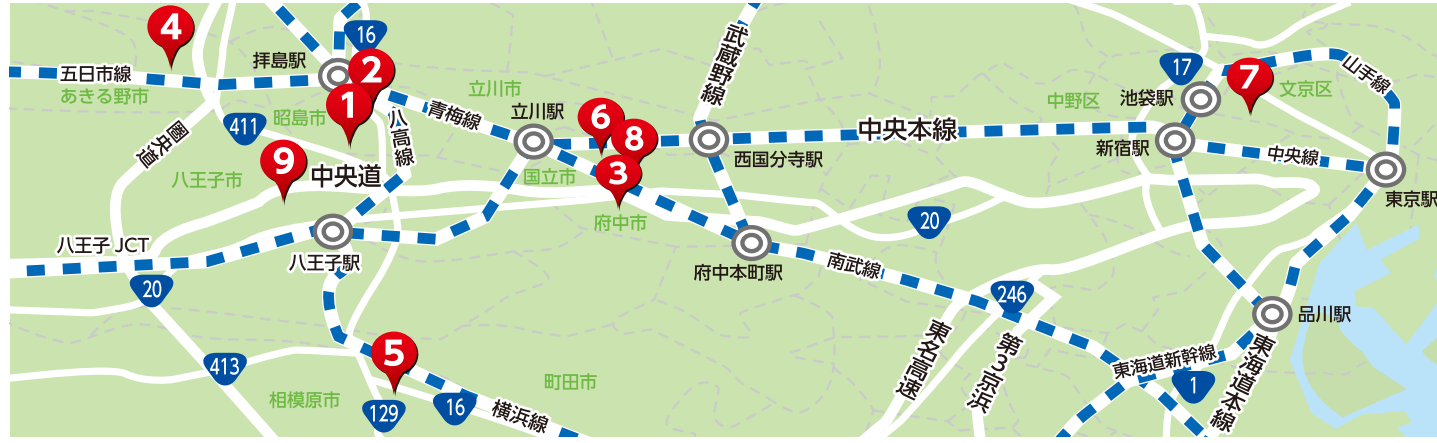 4
16
武蔵野線
拝島駅
2
17
7
山手線
五日市線
あきる野市
立川市
池袋駅
文京区
中野区
1
昭島市
青梅線
立川駅
6
8
411
八高線
中央本線
圏央道
新宿駅
中央線
西国分寺駅
9
八王子市
中央道
国立市
3
東京駅
府中市
20
八王子 JCT
八王子駅
府中本町駅
南武線
20
246
品川駅
5
東名高速
第3京浜
東海道新幹線
東海道本線
413
町田市
1
相模原市
129
16
横浜線